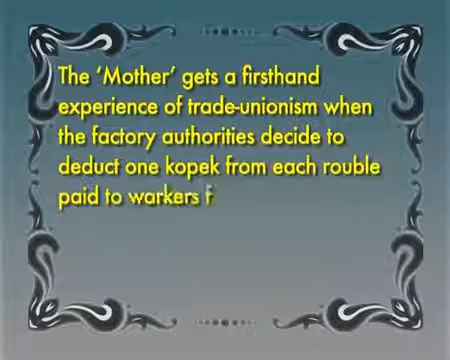 The ‘Mother’ gets a firsthand
experience of trade-unionism when
the factory authorities decide to
deduct one kopek from each rouble
paid to warkers f